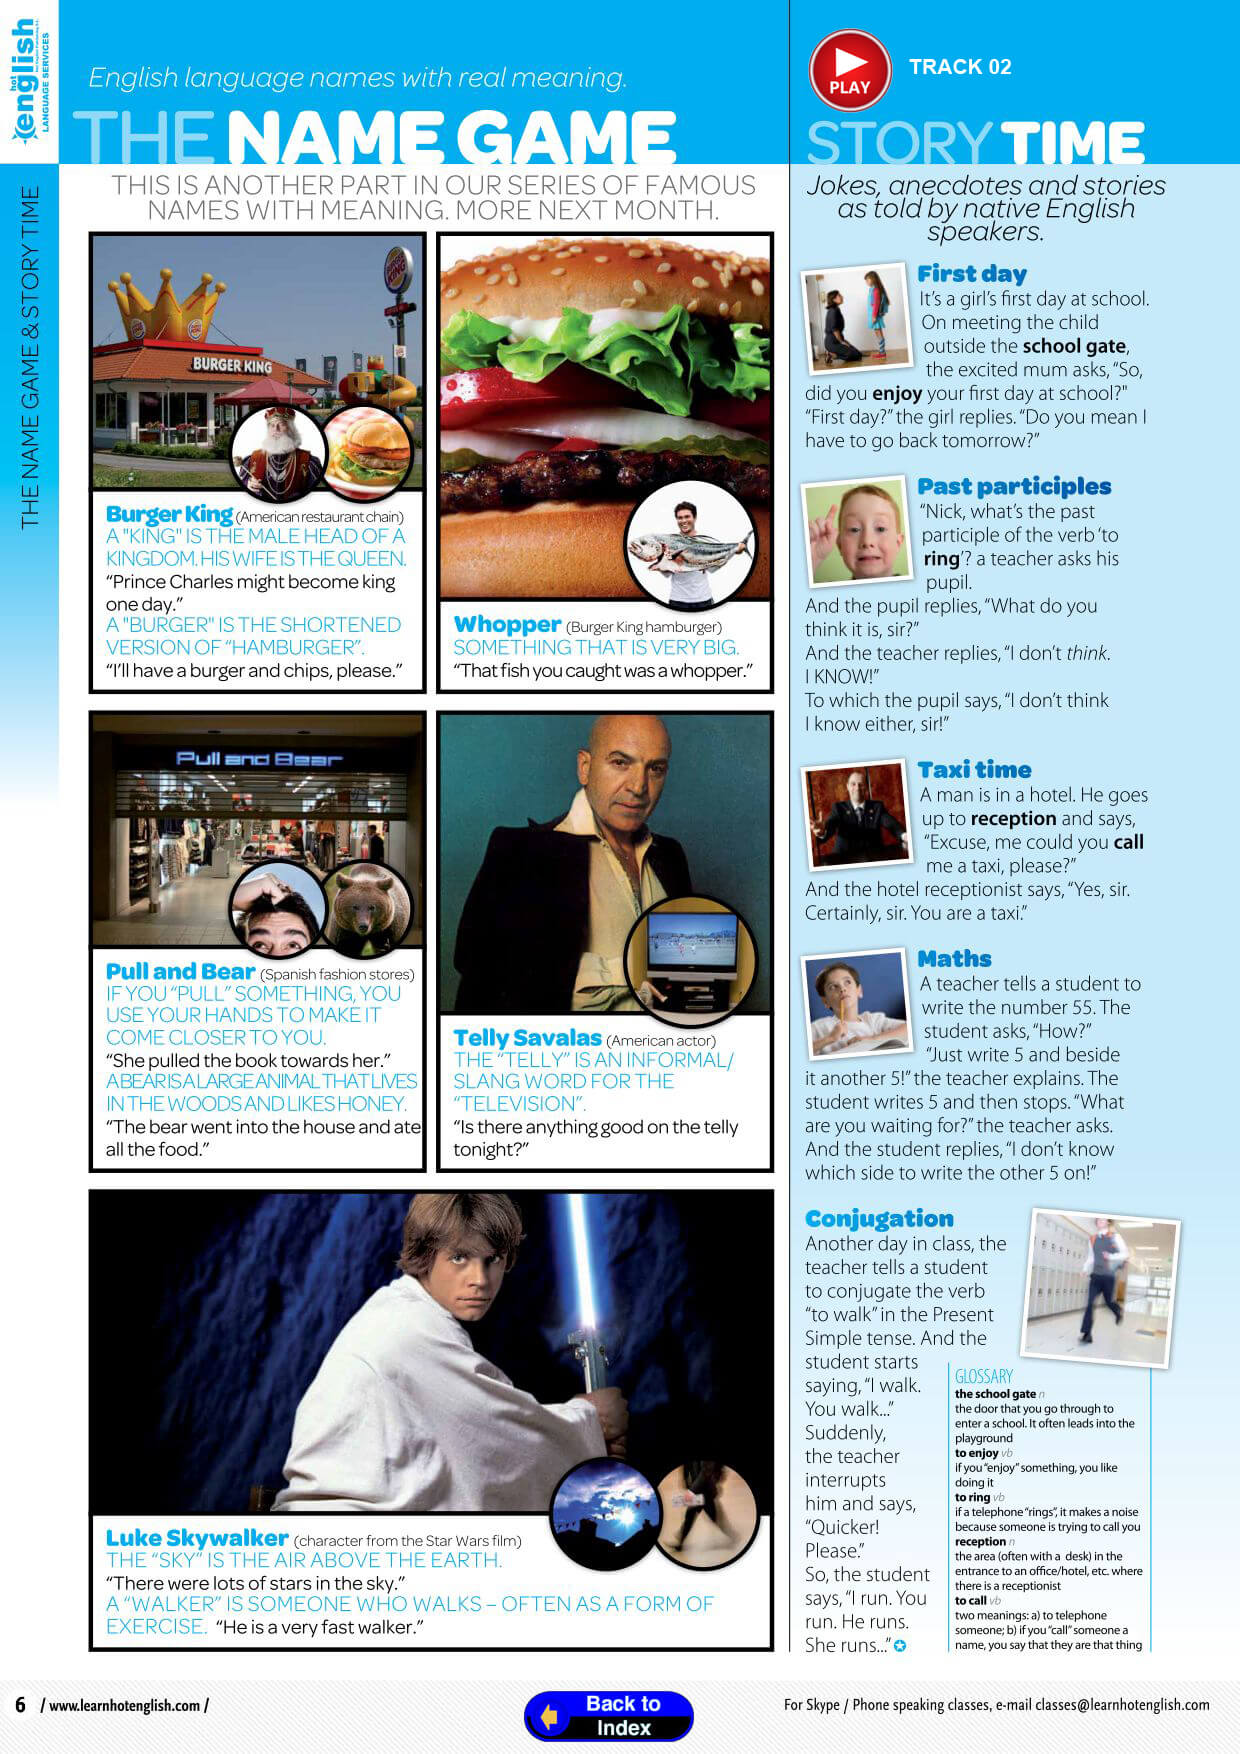 hot
english
LANGUAGE SERVICES
THE NAME GAME & STORY TIME
English language names with real meaning.
THE NAME GAME
THIS IS ANOTHER PART IN OUR SERIES OF FAMOUS
NAMES WITH MEANING. MORE NEXT MONTH.
BURGER KING
BURGER
KING
Burger King (American restaurant chain)
A "KING" IS THE MALE HEAD OF A
KINGDOM. HIS WIFE IS THE QUEEN.
“Prince Charles might become king
one day.”
A "BURGER" IS THE SHORTENED
VERSION OF “HAMBURGER”.
“I’ll have a burger and chips, please.”
Whopper (Burger King hamburger)
SOMETHING THAT IS VERY BIG.
“That fish you caught was a whopper.”
Pull and Bear
Pull and Bear (Spanish fashion stores)
IF YOU “PULL” SOMETHING, YOU
USE YOUR HANDS TO MAKE IT
COME CLOSER TO YOU.
“She pulled the book towards her.”
A BEAR IS A LARGE ANIMAL THAT LIVES
IN THE WOODS AND LIKES HONEY.
“The bear went into the house and ate
all the food.”
Telly Savalas (American actor)
THE “TELLY” IS AN INFORMAL/
SLANG WORD FOR THE
“TELEVISION”.
“Is there anything good on the telly
tonight?”
Luke Skywalker (character from the Star Wars film)
THE “SKY” IS THE AIR ABOVE THE EARTH.
“There were lots of stars in the sky.”
A “WALKER” IS SOMEONE WHO WALKS – OFTEN AS A FORM OF
EXERCISE. “He is a very fast walker.”
PLAY
TRACK 02
STORY TIME
Jokes, anecdotes and stories
as told by native English
speakers.
First day
It’s a girl’s first day at school.
On meeting the child
outside the school gate,
the excited mum asks, “So,
did you enjoy your first day at school?"
“First day?” the girl replies. “Do you mean I
have to go back tomorrow?”
Past participles
“Nick, what’s the past
participle of the verb ‘to
ring’? a teacher asks his
pupil.
And the pupil replies, “What do you
think it is, sir?”
And the teacher replies, “I don’t think.
I KNOW!”
To which the pupil says, “I don’t think
I know either, sir!”
Taxi time
A man is in a hotel. He goes
up to reception and says,
“Excuse, me could you call
me a taxi, please?”
And the hotel receptionist says, “Yes, sir.
Certainly, sir. You are a taxi.”
Maths
A teacher tells a student to
write the number 55. The
student asks, “How?”
“Just write 5 and beside
it another 5!” the teacher explains. The
student writes 5 and then stops. “What
are you waiting for?” the teacher asks.
And the student replies, “I don’t know
which side to write the other 5 on!”
Conjugation
Another day in class, the
teacher tells a student
to conjugate the verb
“to walk” in the Present
Simple tense. And the
student starts
saying, “I walk.
You walk...”
Suddenly,
the teacher
interrupts
him and says,
“Quicker!
Please.”
So, the student
says, “I run. You
run. He runs.
She runs...”
GLOSSARY
the school gate n
the door that you go through to
enter a school. It often leads into the
playground
to enjoy vb
if you “enjoy” something, you like
doing it
to ring vb
if a telephone “rings”, it makes a noise
because someone is trying to call you
reception n
the area (often with a desk) in the
entrance to an office/hotel, etc. where
there is a receptionist
to call vb
two meanings: a) to telephone
someone; b) if you “call” someone a
name, you say that they are that thing
6 / www.learnhotenglish.com /
Back to
Index
For Skype / Phone speaking classes, e-mail classes@learnhotenglish.com